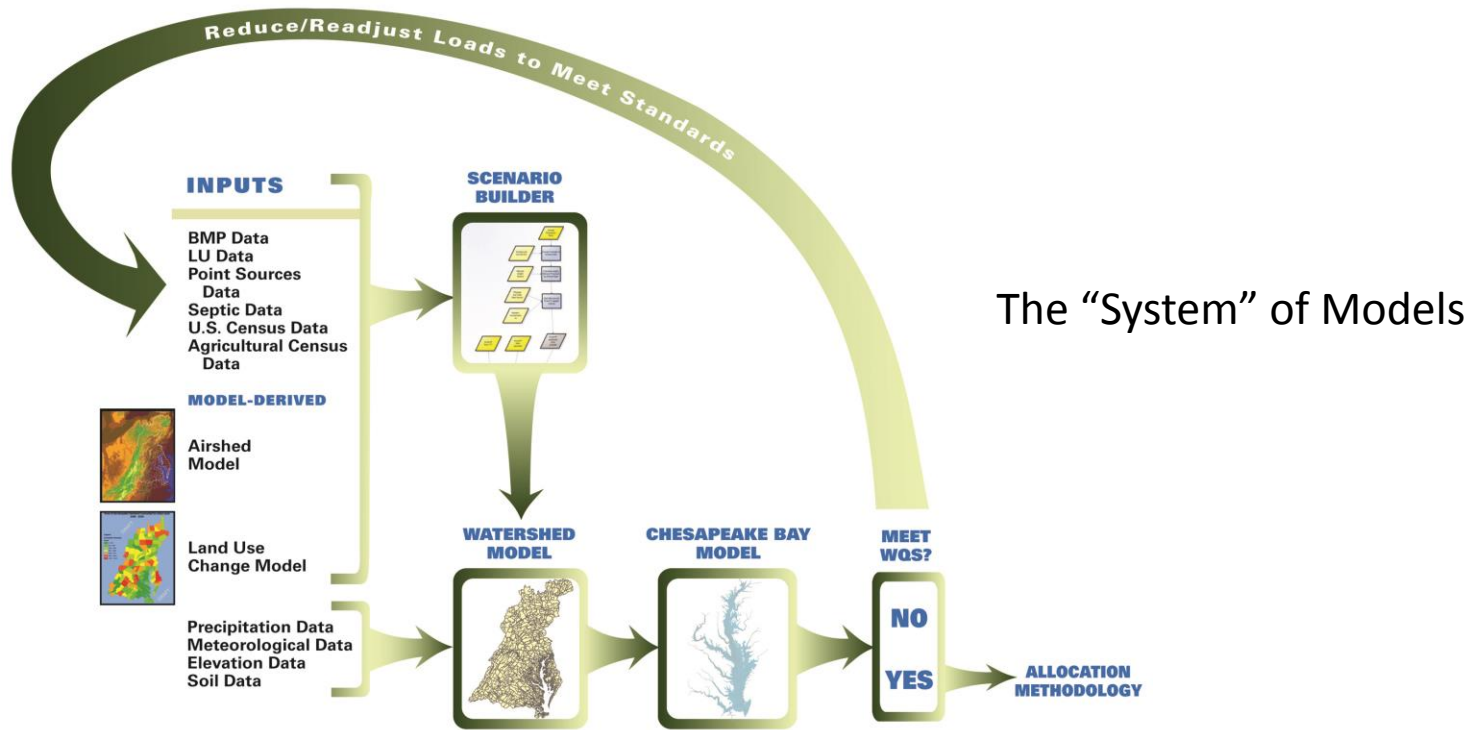 Reduce/Readjust Loads to Meet Standards
INPUTS
BMP Data
LU Data
Point Sources
Data
Septic Data
U.S. Census Data
Agricultural Census
Data
MODEL-DERIVED
Airshed
Model
Land Use
Change Model
Precipitation Data
Meteorological Data
Elevation Data
Soil Data
SCENARIO
BUILDER
WATERSHED
MODEL
CHESAPEAKE BAY
MODEL
MEET
WQS?
NO
YES
ALLOCATION
METHODOLOGY
The “System” of Models